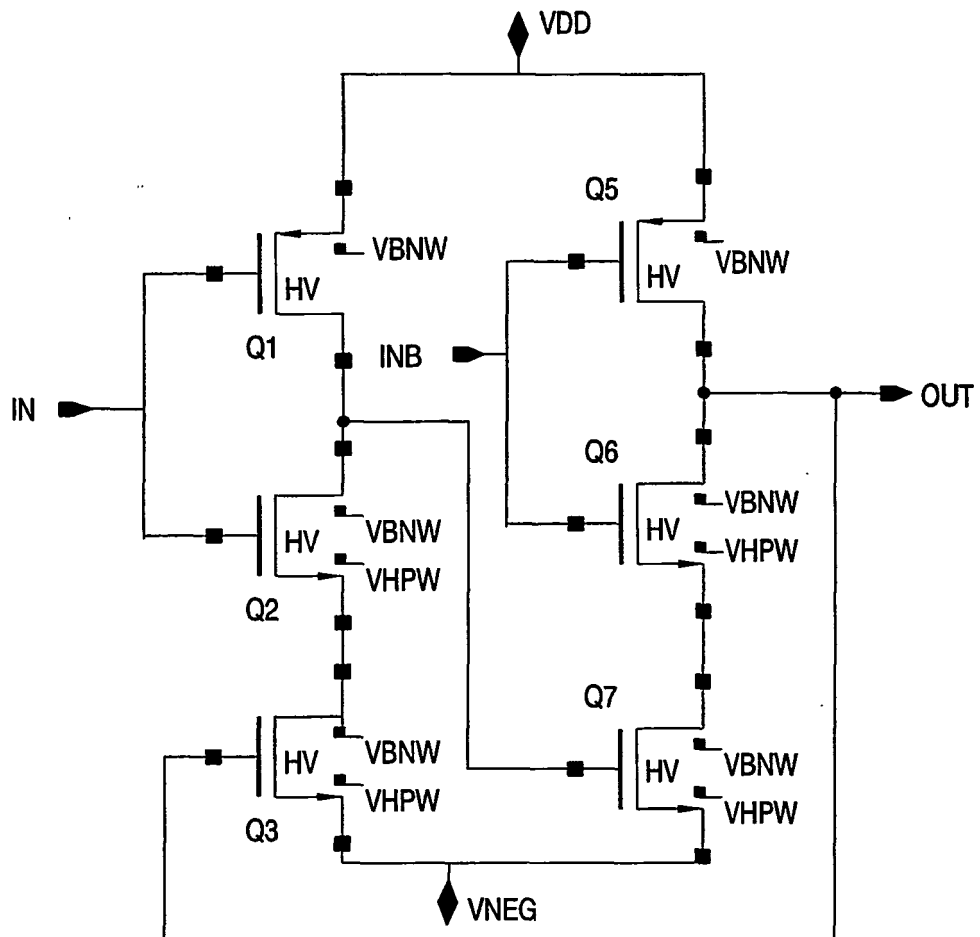 VDD
Q5
VBNW
VBNW
HV
HV
Q1
INB
IN
OUT
Q6
VBNW
VBNW
HV
HV
VHPW
VHPW
Q2
Q7
VBNW
VBNW
HV
HV
VHPW
VHPW
Q3
VNEG